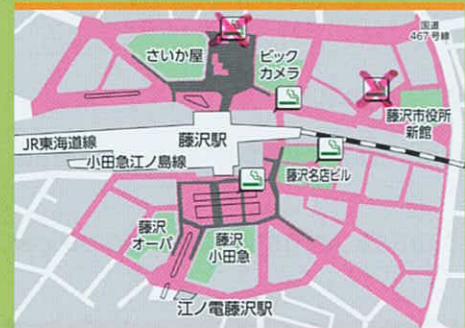 国道
467号線
さいか屋
ビック
カメラ
藤沢市役所
新館
藤沢駅
JR東海道線
小田急江ノ島線
藤沢名店ビル
藤沢
オーパ
藤沢
小田急
江ノ電藤沢駅